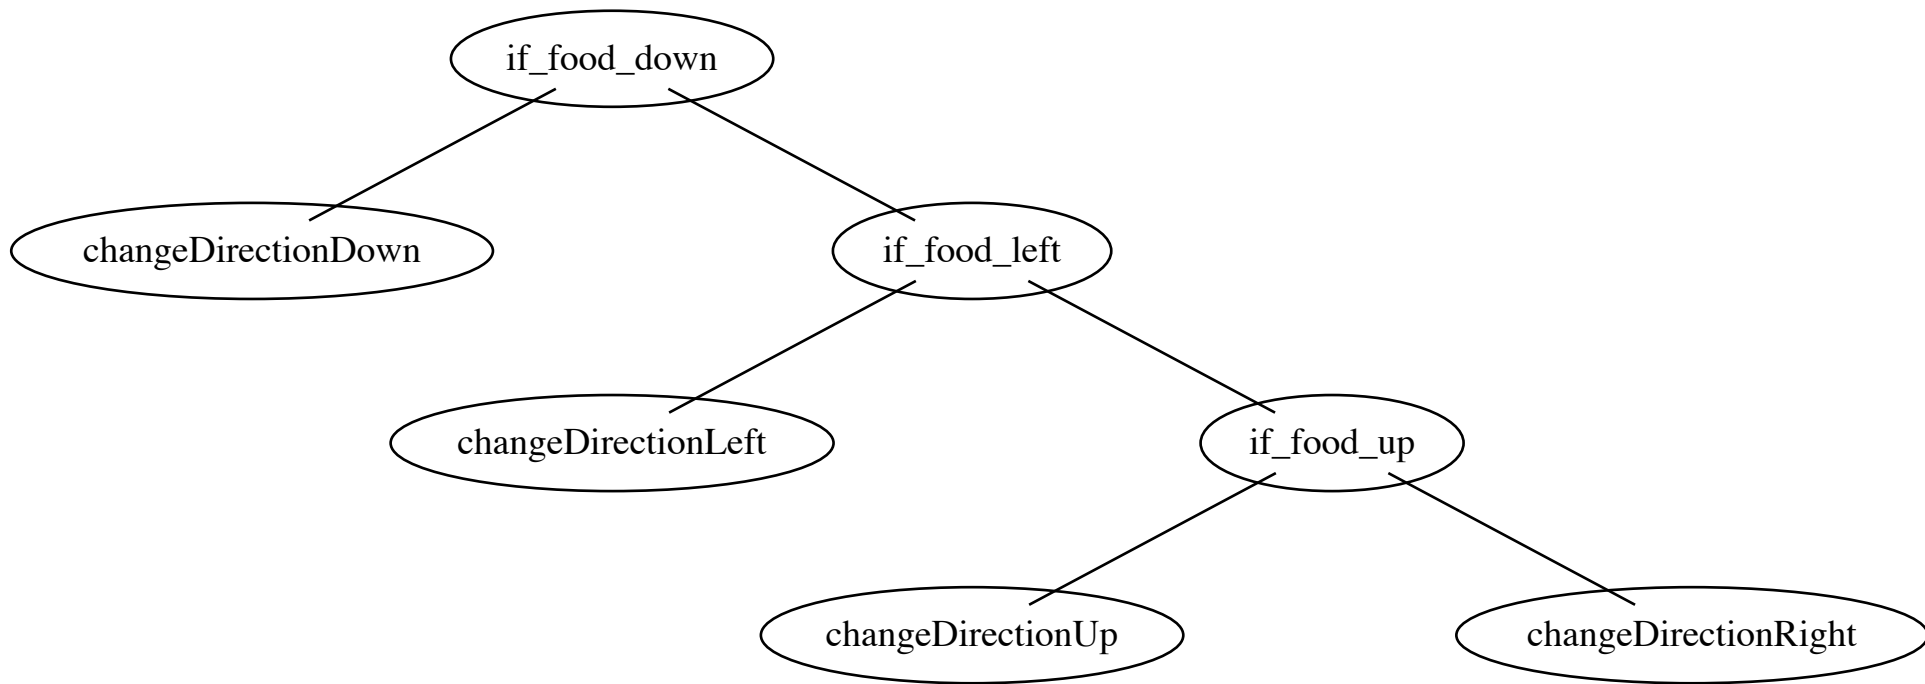 if_food_down
changeDirectionDown
if_food_left
changeDirectionLeft
if_food_up
changeDirectionUp
changeDirectionRight